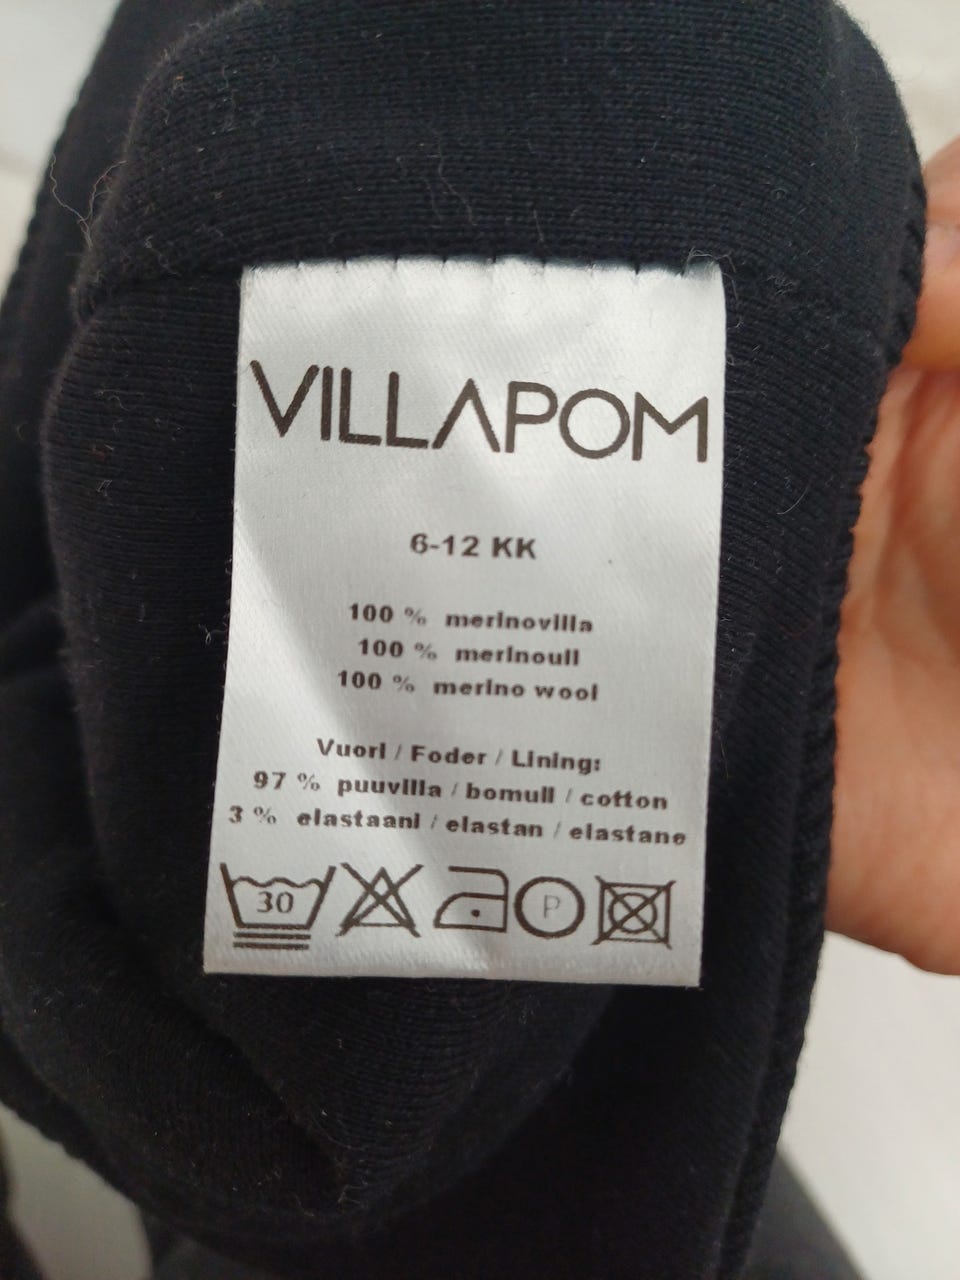 VILLAPOM
6-12 KK
100 % merinovilla
100 % merinoull
100 % merino wool
Vuori / Foder / Lining:
97 % puuvilla / bomull / cotton
3 % elastaani / elastan / elastane
30 P